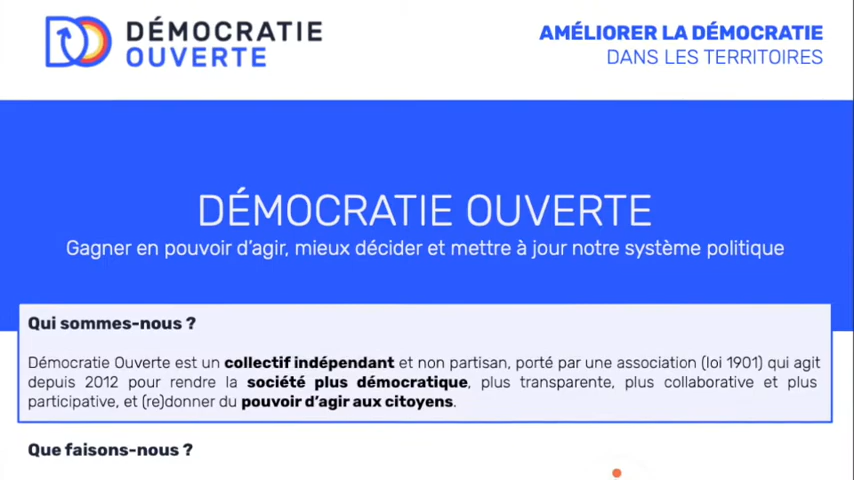 DÉMOCRATIE
OUVERTE
AMÉLIORER LA DÉMOCRATIE
DANS LES TERRITOIRES
DÉMOCRATIE OUVERTE
Gagner en pouvoir d'agir, mieux décider et mettre à jour notre système politique
Qui sommes-nous ?
Démocratie Ouverte est un collectif indépendant et non partisan, porté par une association (loi 1901) qui agit
depuis 2012 pour rendre la société plus démocratique, plus transparente, plus collaborative et plus
participative, et (re)donner du pouvoir d'agir aux citoyens.
Que faisons-nous ?